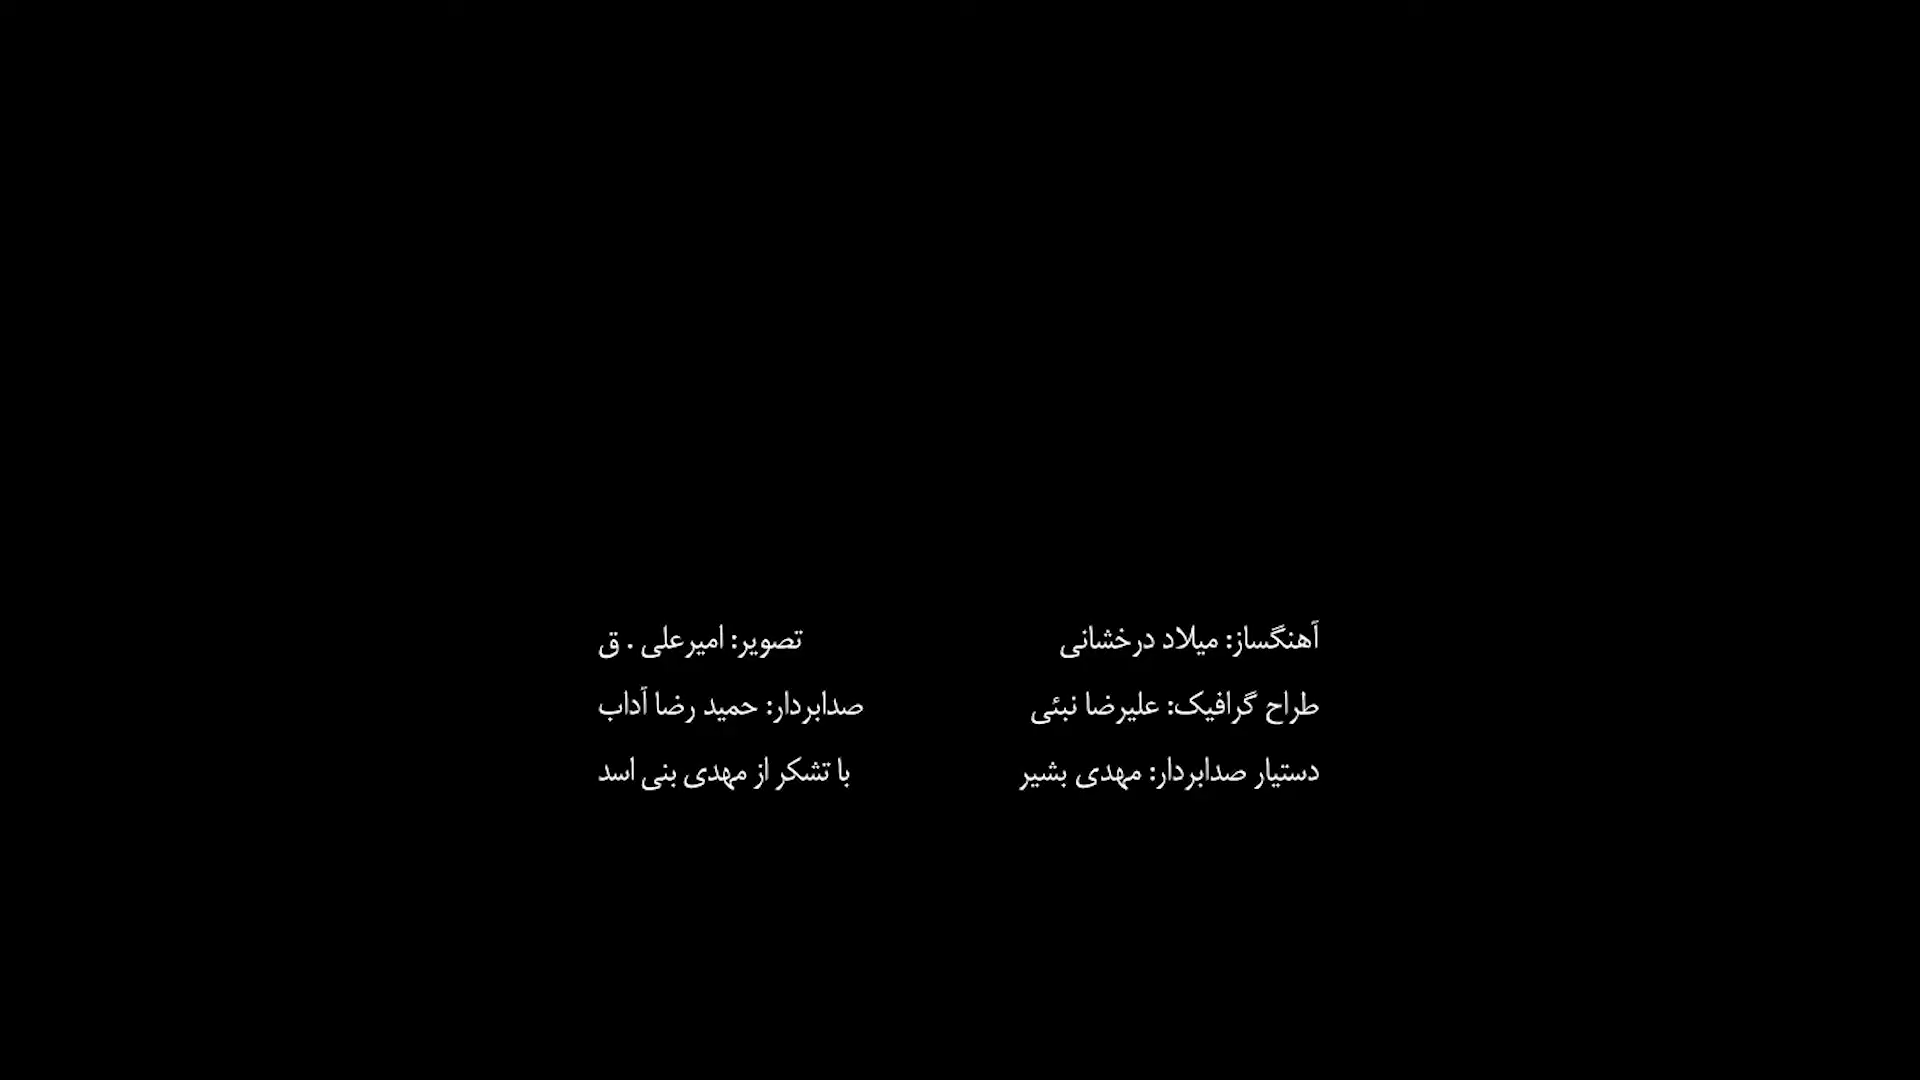 آهنگساز: میلاد درخشانی
تصویر: امیرعلی . ق
طراح گرافیک: علیرضا نبئی
صدابردار: حمید رضا آداب
دستیار صدابردار: مهدی بشیر
با تشکر از مهدی بنی اسد